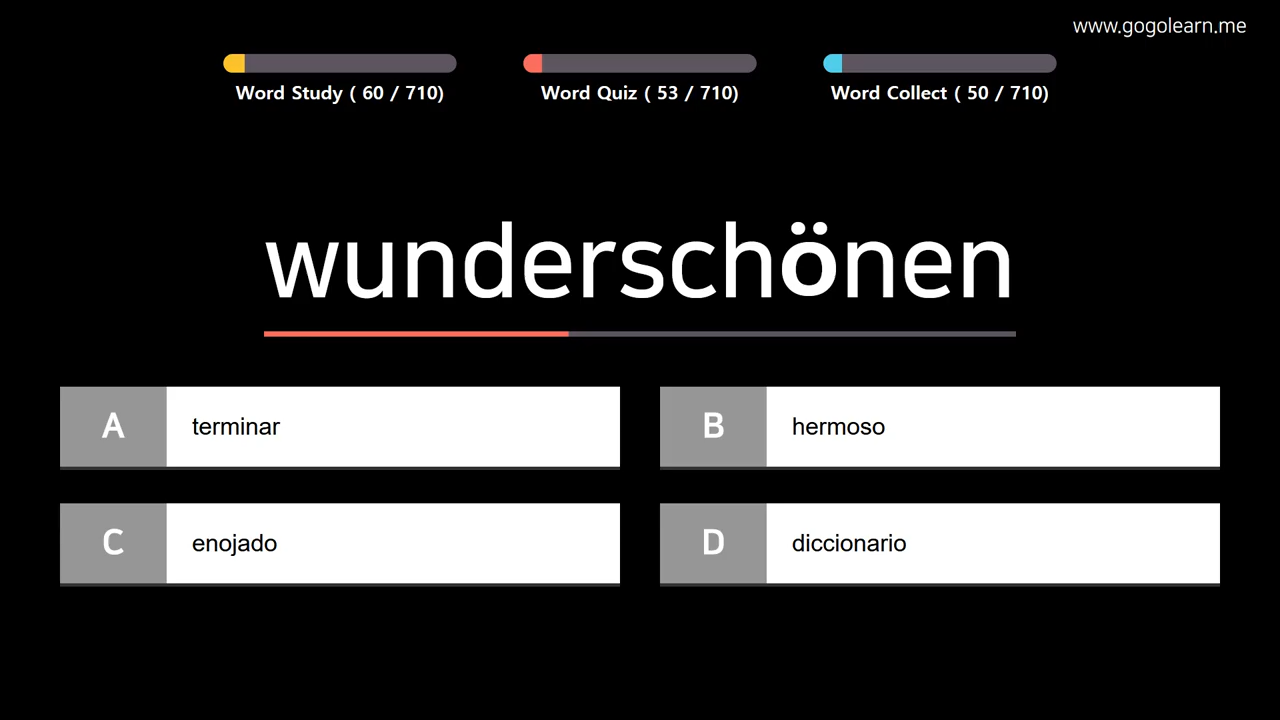 www.gogolearn.me
Word Study ( 60 / 710)
Word Quiz ( 53 / 710)
Word Collect ( 50 / 710)
wunderschönen
A terminar
B hermoso
C enojado
D diccionario